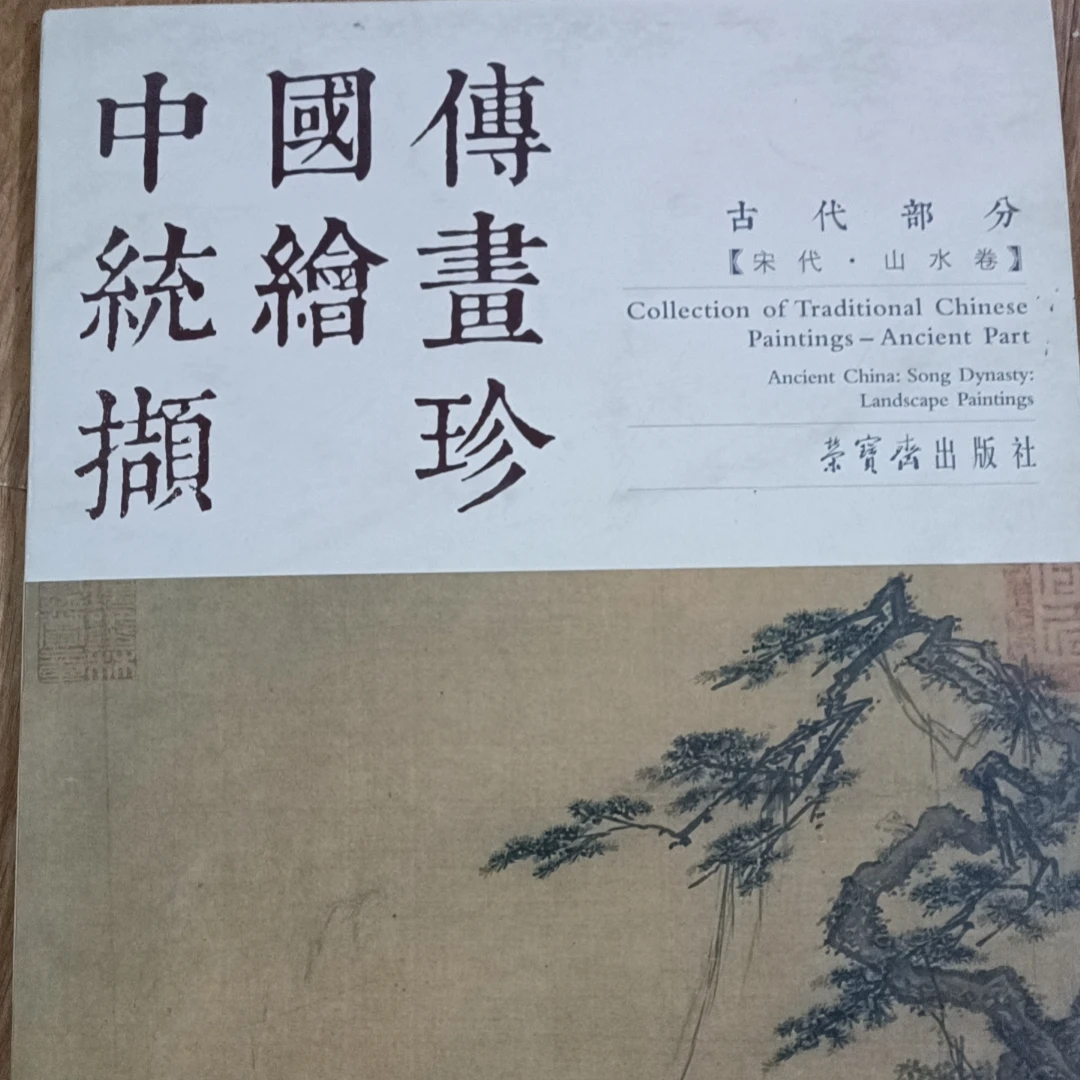 中國傳
統繪畫
擷珍
古代部分
【宋代·山水卷】
Collection of Traditional Chinese
Paintings – Ancient Part
Ancient China: Song Dynasty:
Landscape Paintings
榮寶齋出版社